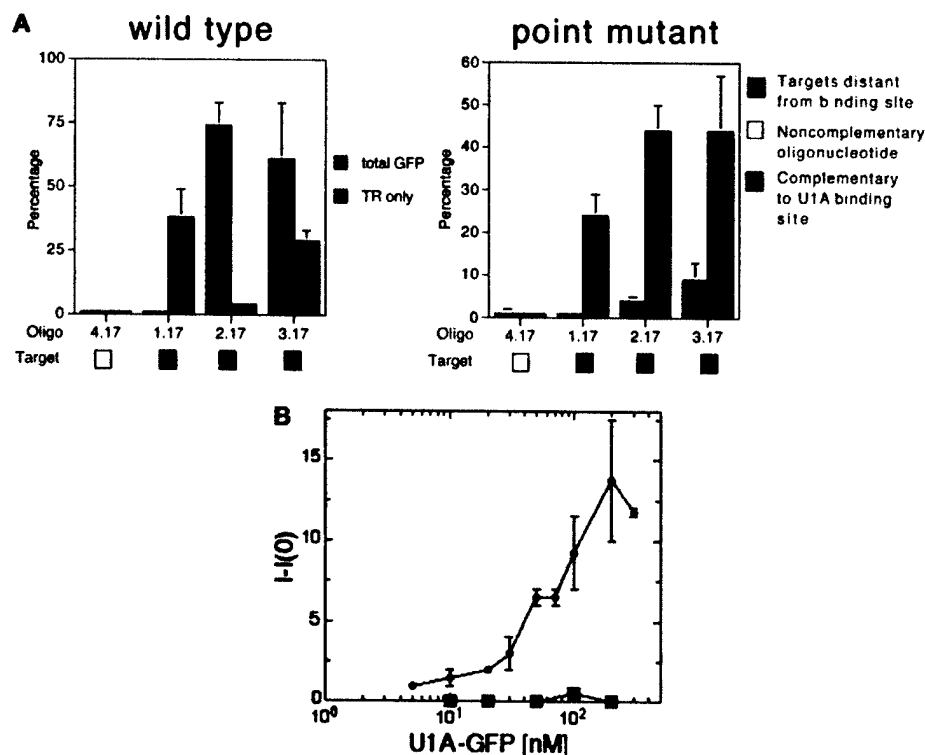 A
wild type
point mutant
Percentage
100
75
50
25
0
total GFP
TR only
Oligo 4.17 1.17 2.17 3.17
Target
Percentage
60
50
40
30
20
10
0
Targets distant
from b nding site
Noncomplementary
oligonucleotide
Complementary
to U1A binding
site
Oligo 4.17 1.17 2.17 3.17
Target
B
I-I(0)
15
10
5
0
10⁰ 10¹ 10²
U1A-GFP [nM]